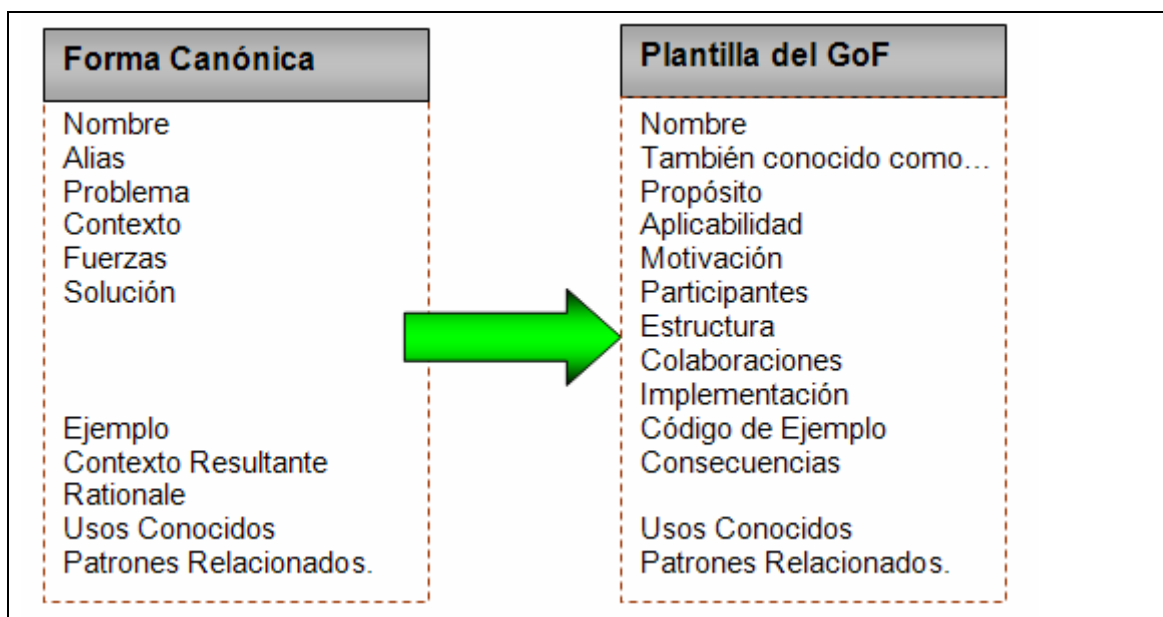 Forma Canónica
Nombre
Alias
Problema
Contexto
Fuerzas
Solución
Ejemplo
Contexto Resultante
Rationale
Usos Conocidos
Patrones Relacionados.
Plantilla del GoF
Nombre
También conocido como…
Propósito
Aplicabilidad
Motivación
Participantes
Estructura
Colaboraciones
Implementación
Código de Ejemplo
Consecuencias
Usos Conocidos
Patrones Relacionados.